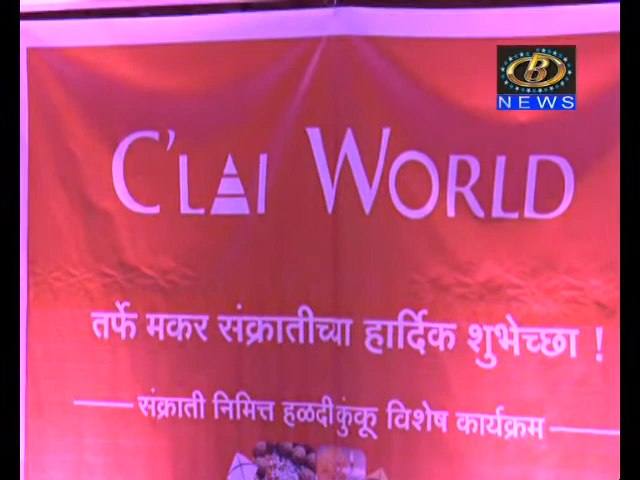 B
NEWS
C'LAI WORLD
तर्फे मकर संक्रातीच्या हार्दिक शुभेच्छा !
संक्राती निमित्त हळदीकुंकू विशेष कार्यक्रम